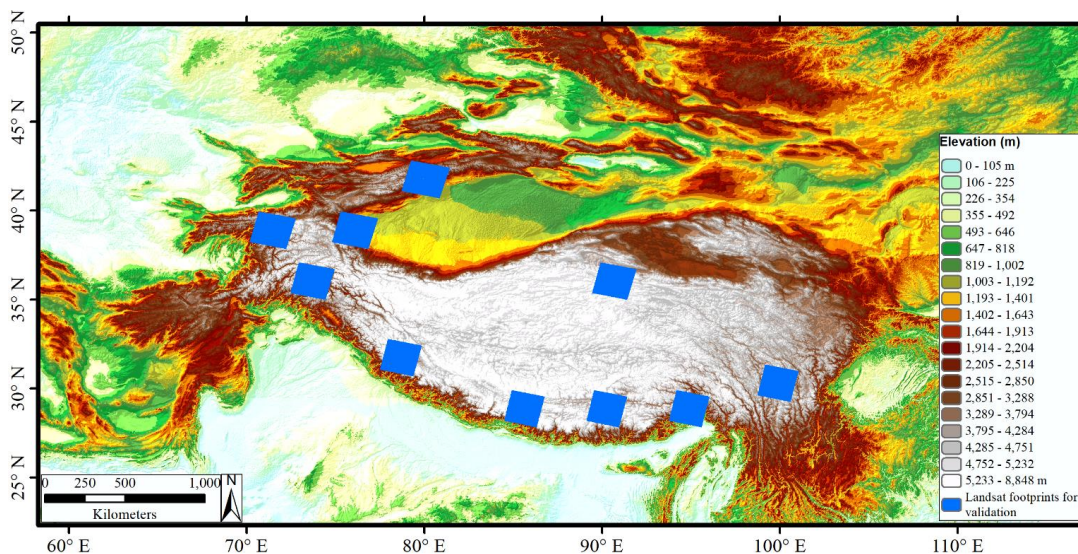 50° N
45° N
40° N
35° N
30° N
25° N
Elevation (m)
0 - 105 m
106 - 225
226 - 354
355 - 492
493 - 646
647 - 818
819 - 1,002
1,003 - 1,192
1,193 - 1,401
1,402 - 1,643
1,644 - 1,913
1,914 - 2,204
2,205 - 2,514
2,515 - 2,850
2,851 - 3,288
3,289 - 3,794
3,795 - 4,284
4,285 - 4,751
4,752 - 5,232
5,233 - 8,848 m
Landsat footprints for
validation
0 250 500 1,000
Kilometers
N
60° E 70° E 80° E 90° E 100° E 110° E